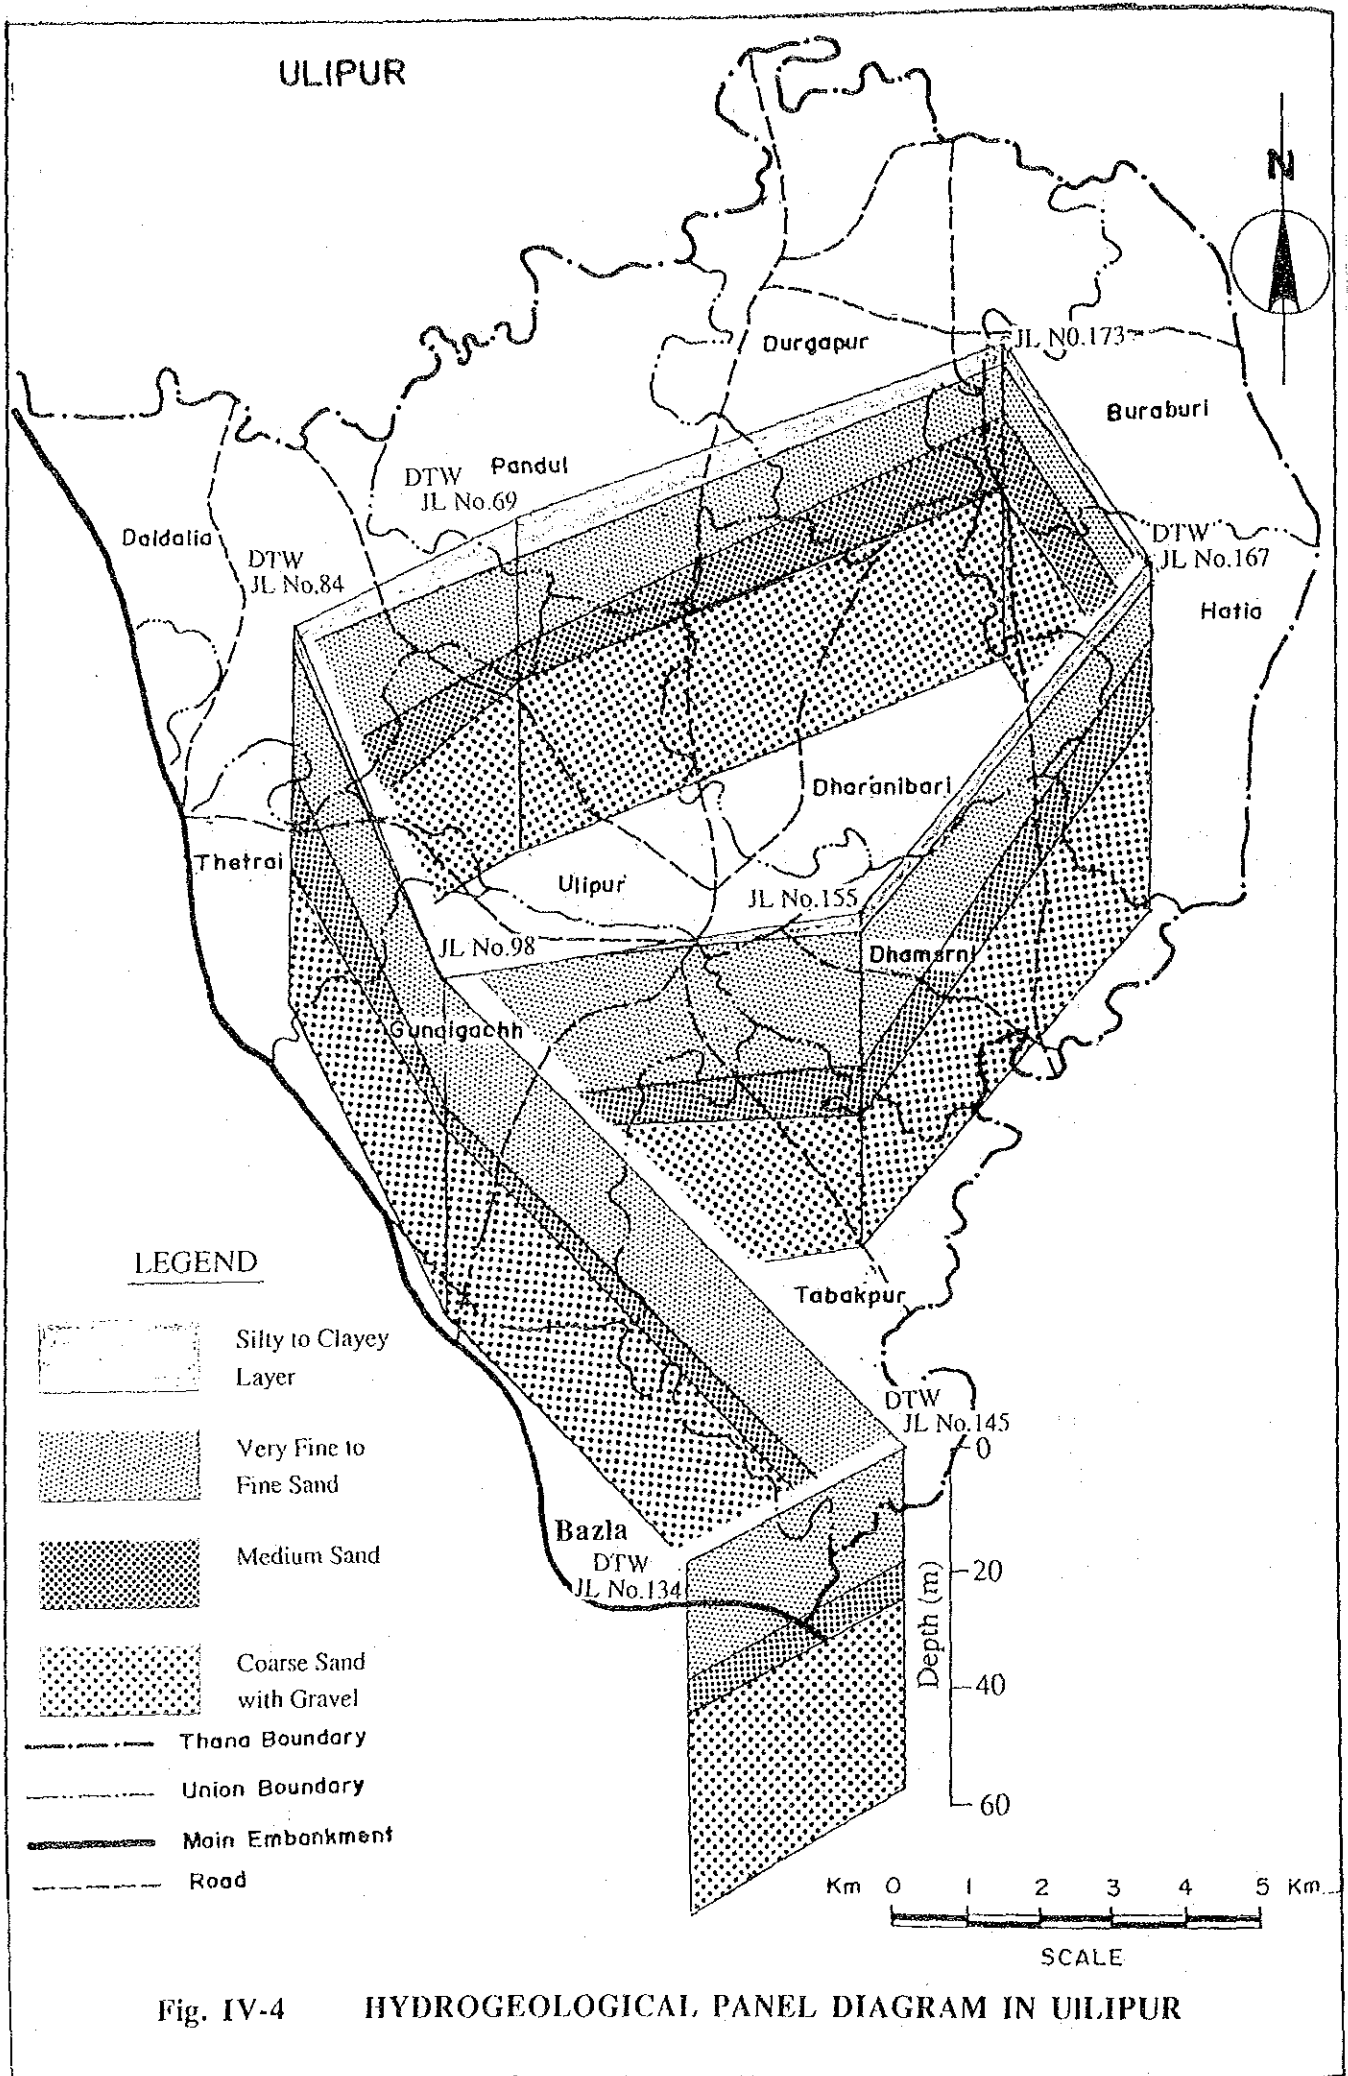 ULIPUR
N
JL N0.173
Durgapur
Buraburi
DTW
Pandul
JL No.69
Daldalia
DTW
JL No.84
DTW
JL No.167
Hatia
Dharanibari
Thetrai
Ulipur
JL No.155
JL No.98
Dhamsrni
Gunaigachh
LEGEND
Tabakpur
Silty to Clayey
Layer
DTW
JL No.145
0
Very Fine to
Fine Sand
Bazla
DTW
JL No.134
Medium Sand
20
Depth (m)
40
Coarse Sand
with Gravel
Thana Boundary
Union Boundary
60
Main Embankment
Road
Km 0 1 2 3 4 5 Km
SCALE
Fig. IV-4 HYDROGEOLOGICAL PANEL DIAGRAM IN UILIPUR